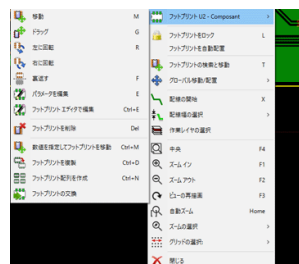 移動 M
ドラッグ G
左に回転 R
右に回転
裏返す F
パラメータを編集 E
フットプリント エディタで編集 Ctrl+E
フットプリントを削除 Del
数値を指定してフットプリントを移動 Ctrl+M
フットプリントを複製 Ctrl+D
フットプリント配列を作成 Ctrl+N
フットプリントの交換
フットプリント U2 - Composant
フットプリントをロック L
フットプリントを自動配置
フットプリントの検索と移動 T
グローバル移動/配置
配線の開始 X
配線幅の選択
作業レイヤの選択
中央 F4
ズーム イン F1
ズーム アウト F2
ビューの再描画 F3
自動ズーム Home
ズームの選択
グリッドの選択
閉じる